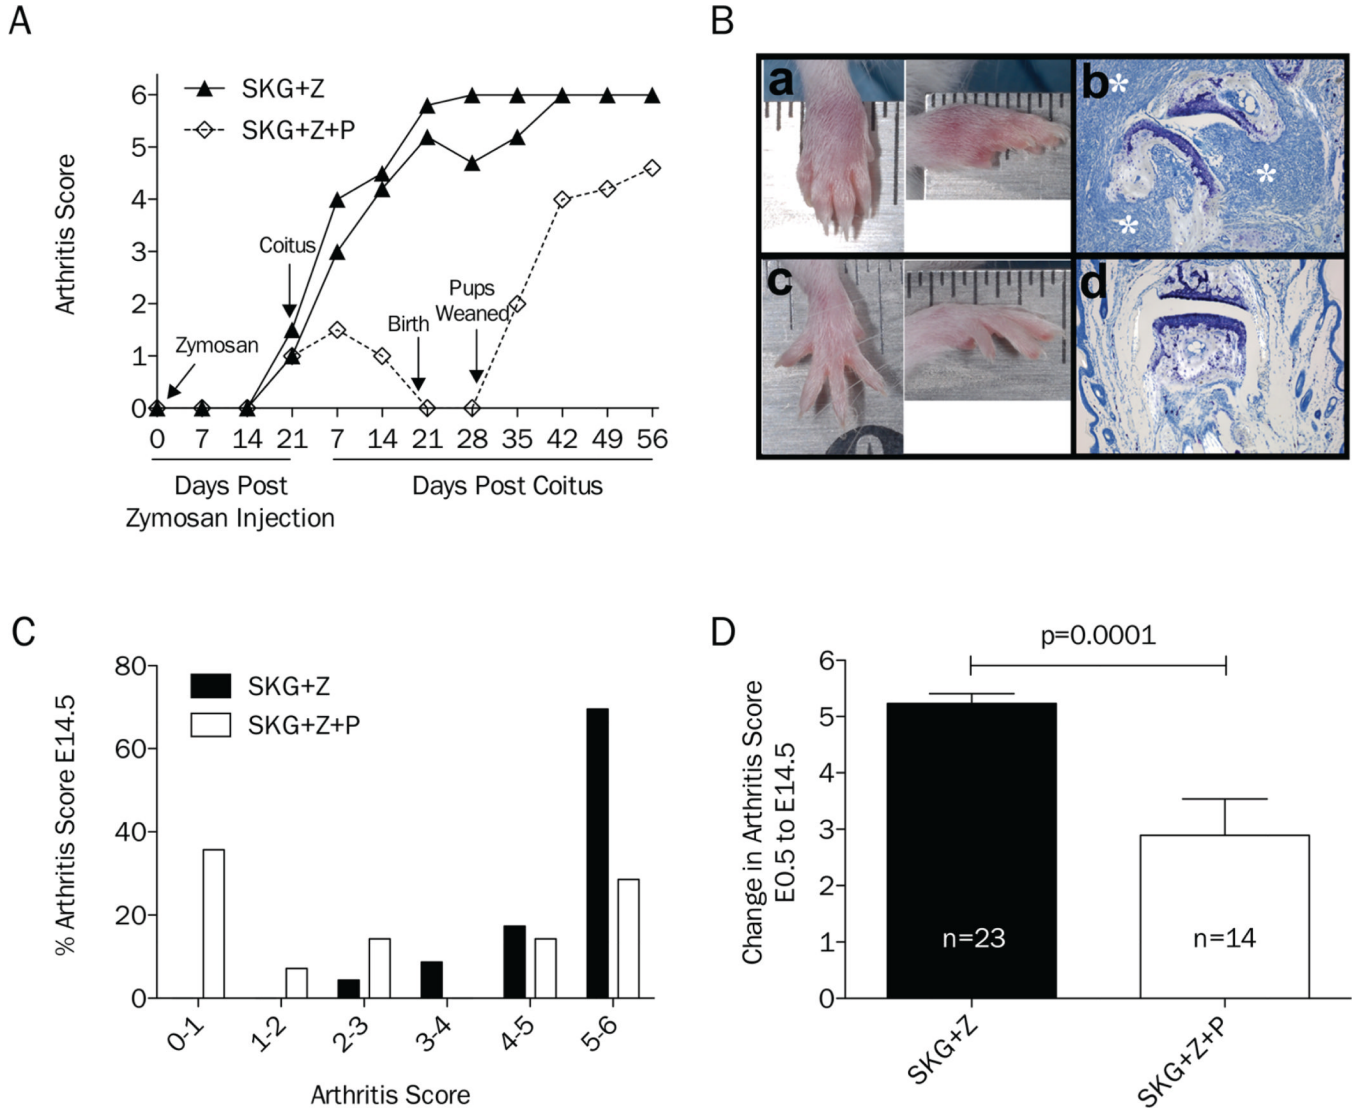 A
SKG+Z
SKG+Z+P
Arthritis Score
6
5
4
3
2
1
0
Zymosan
Coitus
Birth
Pups
Weaned
0 7 14 21 7 14 21 28 35 42 49 56
Days Post
Zymosan Injection
Days Post Coitus
B
a
b
c
d
C
SKG+Z
SKG+Z+P
% Arthritis Score E14.5
80
60
40
20
0
0-1 1-2 2-3 3-4 4-5 5-6
Arthritis Score
D
p=0.0001
Change in Arthritis Score
E0.5 to E14.5
6
5
4
3
2
1
0
n=23
n=14
SKG+Z
SKG+Z+P